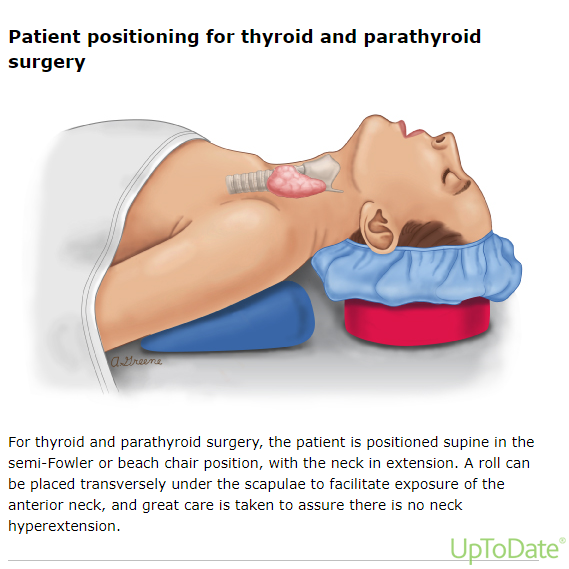 Patient positioning for thyroid and parathyroid
surgery
A.Greene
For thyroid and parathyroid surgery, the patient is positioned supine in the
semi-Fowler or beach chair position, with the neck in extension. A roll can
be placed transversely under the scapulae to facilitate exposure of the
anterior neck, and great care is taken to assure there is no neck
hyperextension.
UpToDate®